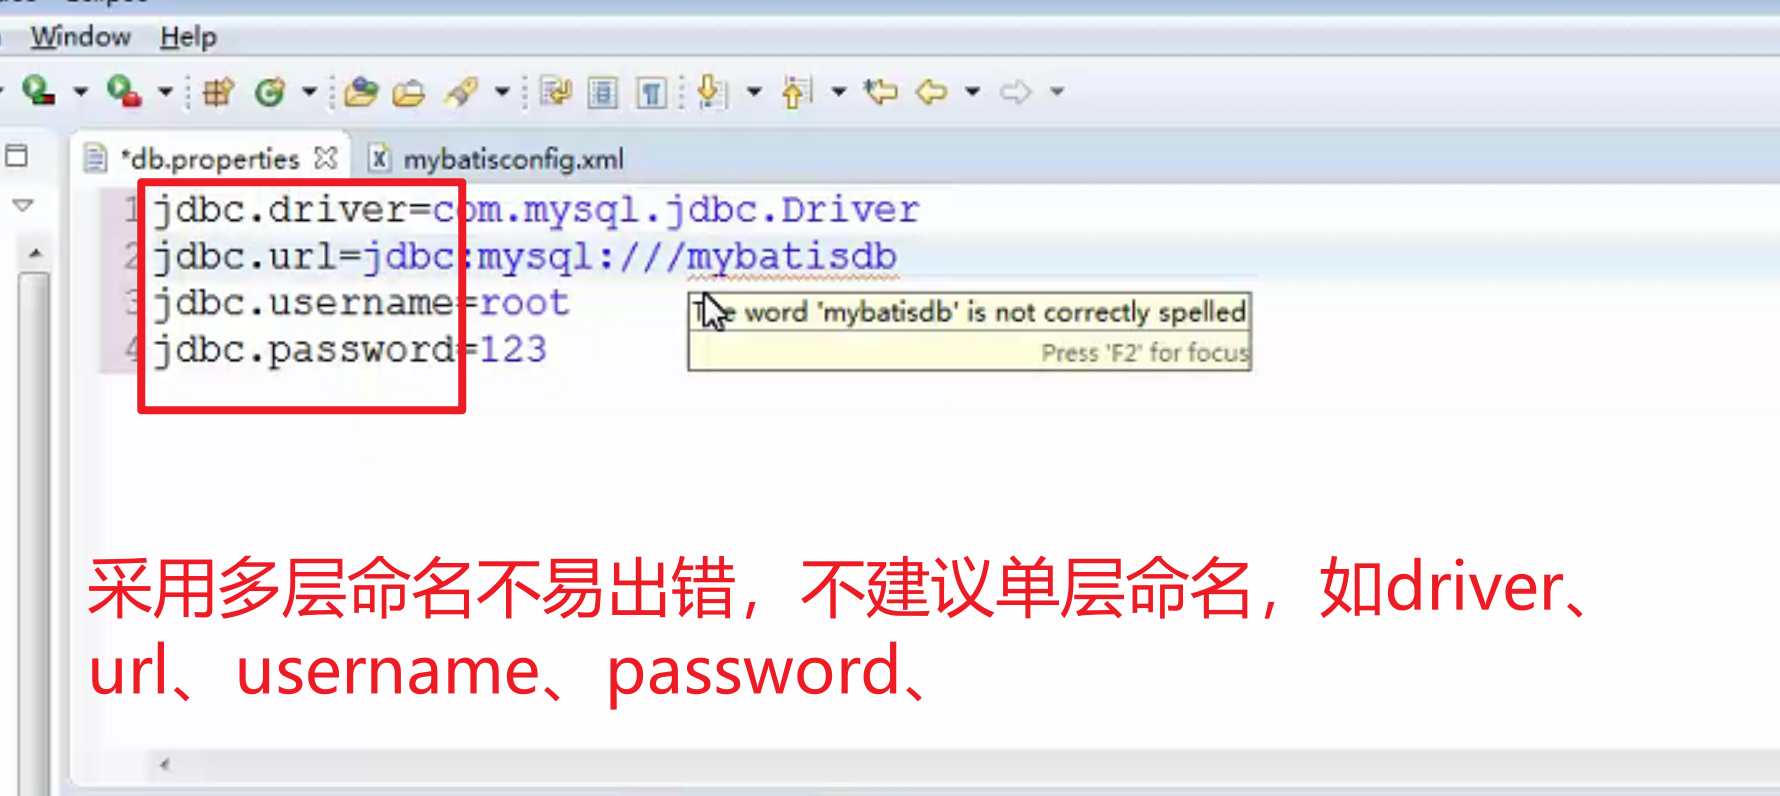 Window Help
*db.properties mybatisconfig.xml
1 jdbc.driver=com.mysql.jdbc.Driver
2 jdbc.url=jdbc:mysql:///mybatisdb
3 jdbc.username=root
4 jdbc.password=123
word 'mybatisdb' is not correctly spelled
Press 'F2' for focus
采用多层命名不易出错，不建议单层命名，如driver、
url、username、password、